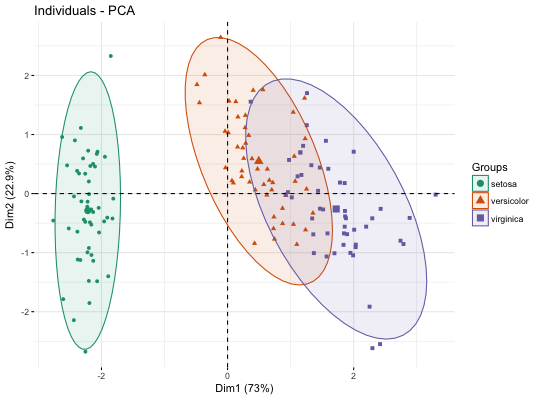 Individuals - PCA
Dim2 (22.9%)
2
1
0
-1
-2
-2
0
2
Dim1 (73%)
Groups
setosa
versicolor
virginica